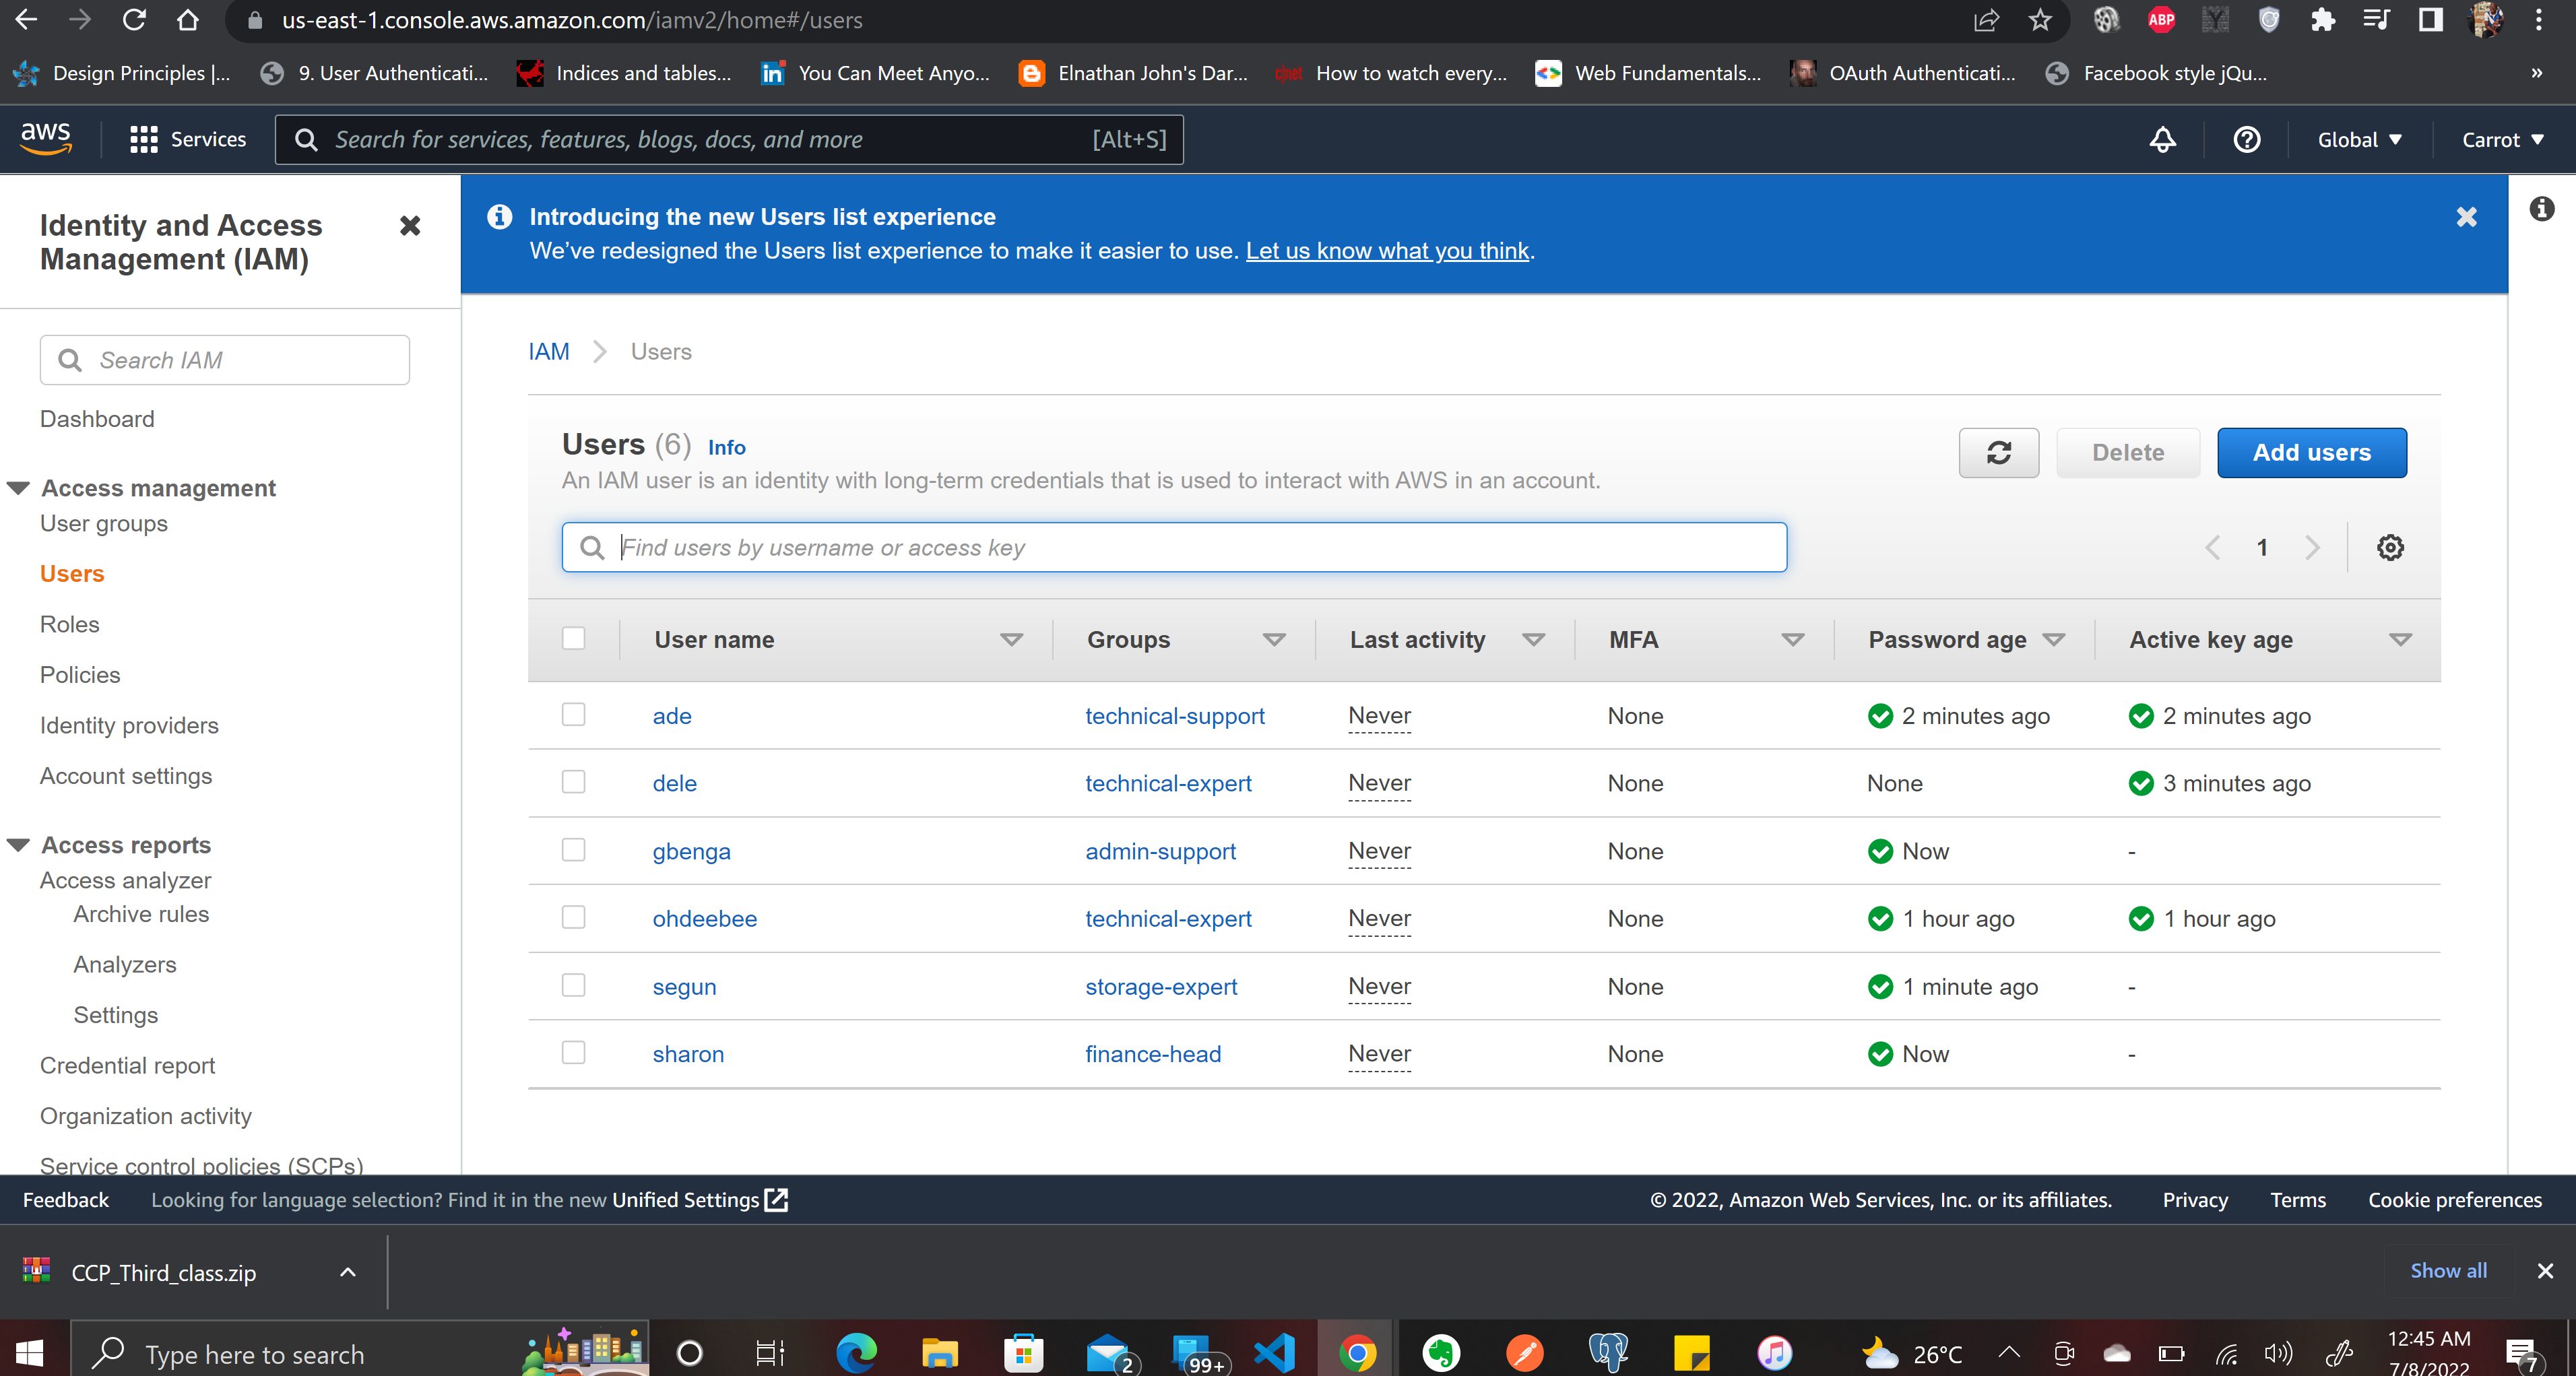 us-east-1.console.aws.amazon.com/iamv2/home#/users
ABP
Design Principles |...
9. User Authenticati...
Indices and tables...
in
You Can Meet Anyo...
Elnathan John's Dar...
c|net
How to watch every...
Web Fundamentals...
OAuth Authenticati...
Facebook style jQu...
»
aws
Services
Search for services, features, blogs, docs, and more
[Alt+S]
Global
Carrot
Identity and Access
Management (IAM)
Search IAM
Dashboard
Access management
User groups
Users
Roles
Policies
Identity providers
Account settings
Access reports
Access analyzer
Archive rules
Analyzers
Settings
Credential report
Organization activity
Service control policies (SCPs)
Introducing the new Users list experience
We've redesigned the Users list experience to make it easier to use. Let us know what you think.
IAM > Users
Users (6) Info
An IAM user is an identity with long-term credentials that is used to interact with AWS in an account.
Delete
Add users
Find users by username or access key
1
User name Groups Last activity MFA Password age Active key age
ade technical-support Never None 2 minutes ago 2 minutes ago
dele technical-expert Never None None 3 minutes ago
gbenga admin-support Never None Now -
ohdeebee technical-expert Never None 1 hour ago 1 hour ago
segun storage-expert Never None 1 minute ago -
sharon finance-head Never None Now -
Feedback
Looking for language selection? Find it in the new Unified Settings
© 2022, Amazon Web Services, Inc. or its affiliates.
Privacy
Terms
Cookie preferences
CCP_Third_class.zip
Show all
Type here to search
2
99+
26°C
12:45 AM
7/8/2022
7